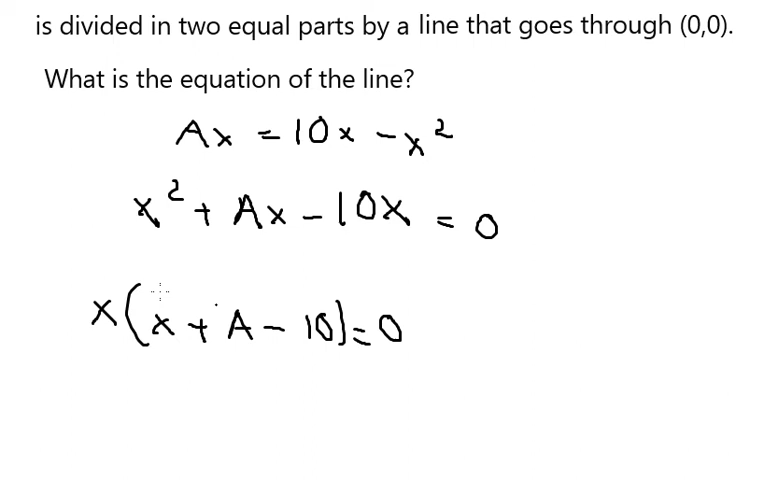 is divided in two equal parts by a line that goes through (0,0).
What is the equation of the line?
Ax = 10x - x²
x² + Ax - 10x = 0
x(x + A - 10) = 0